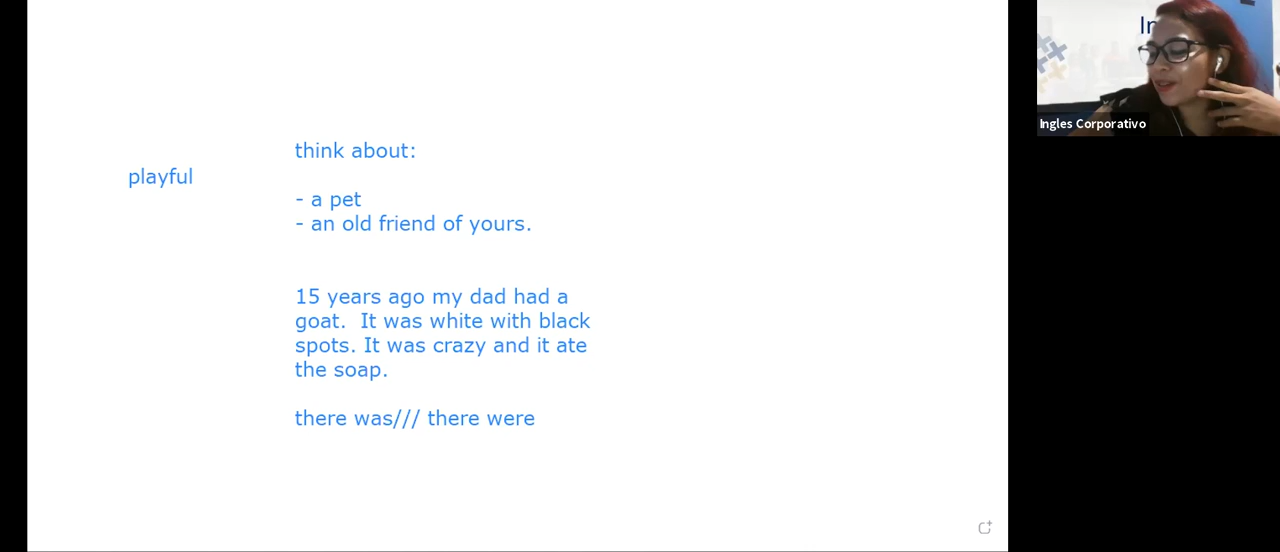 think about:
playful
- a pet
- an old friend of yours.
15 years ago my dad had a
goat.  It was white with black
spots. It was crazy and it ate
the soap.
there was/// there were
In
Ingles Corporativo